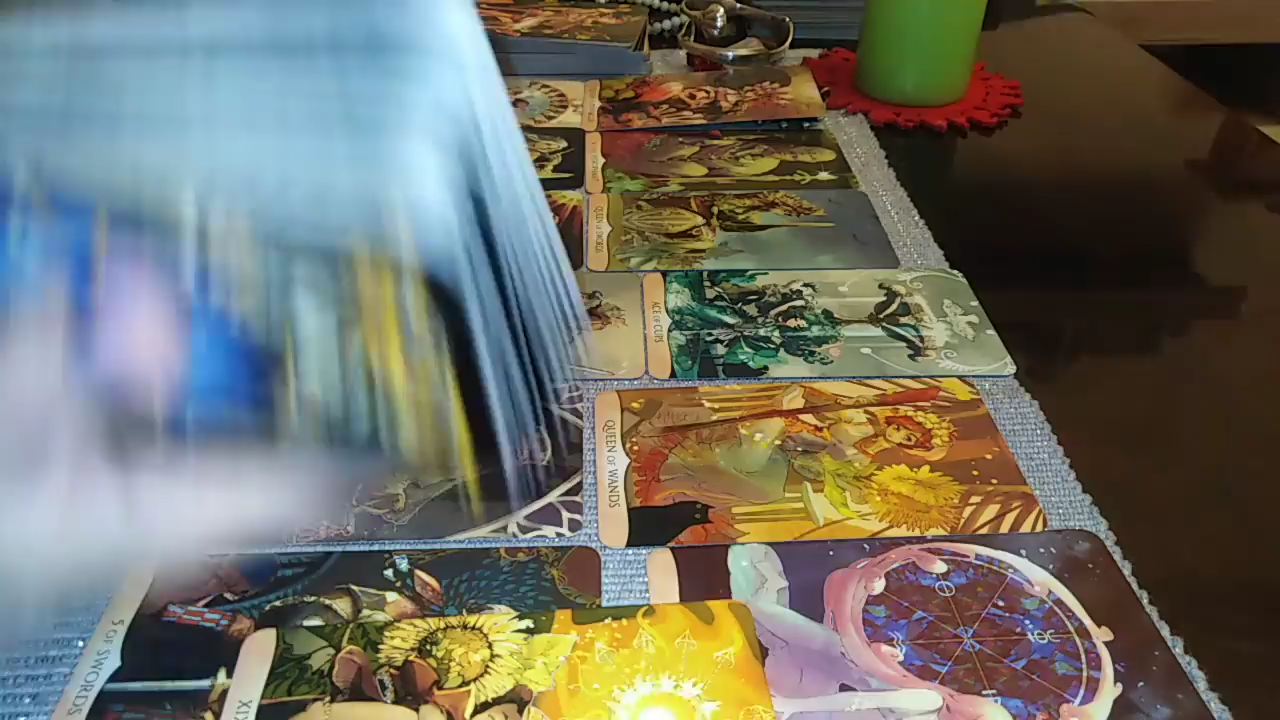 QUEEN OF SWORDS
ACE OF CUPS
QUEEN OF WANDS
5 OF SWORDS
XIX